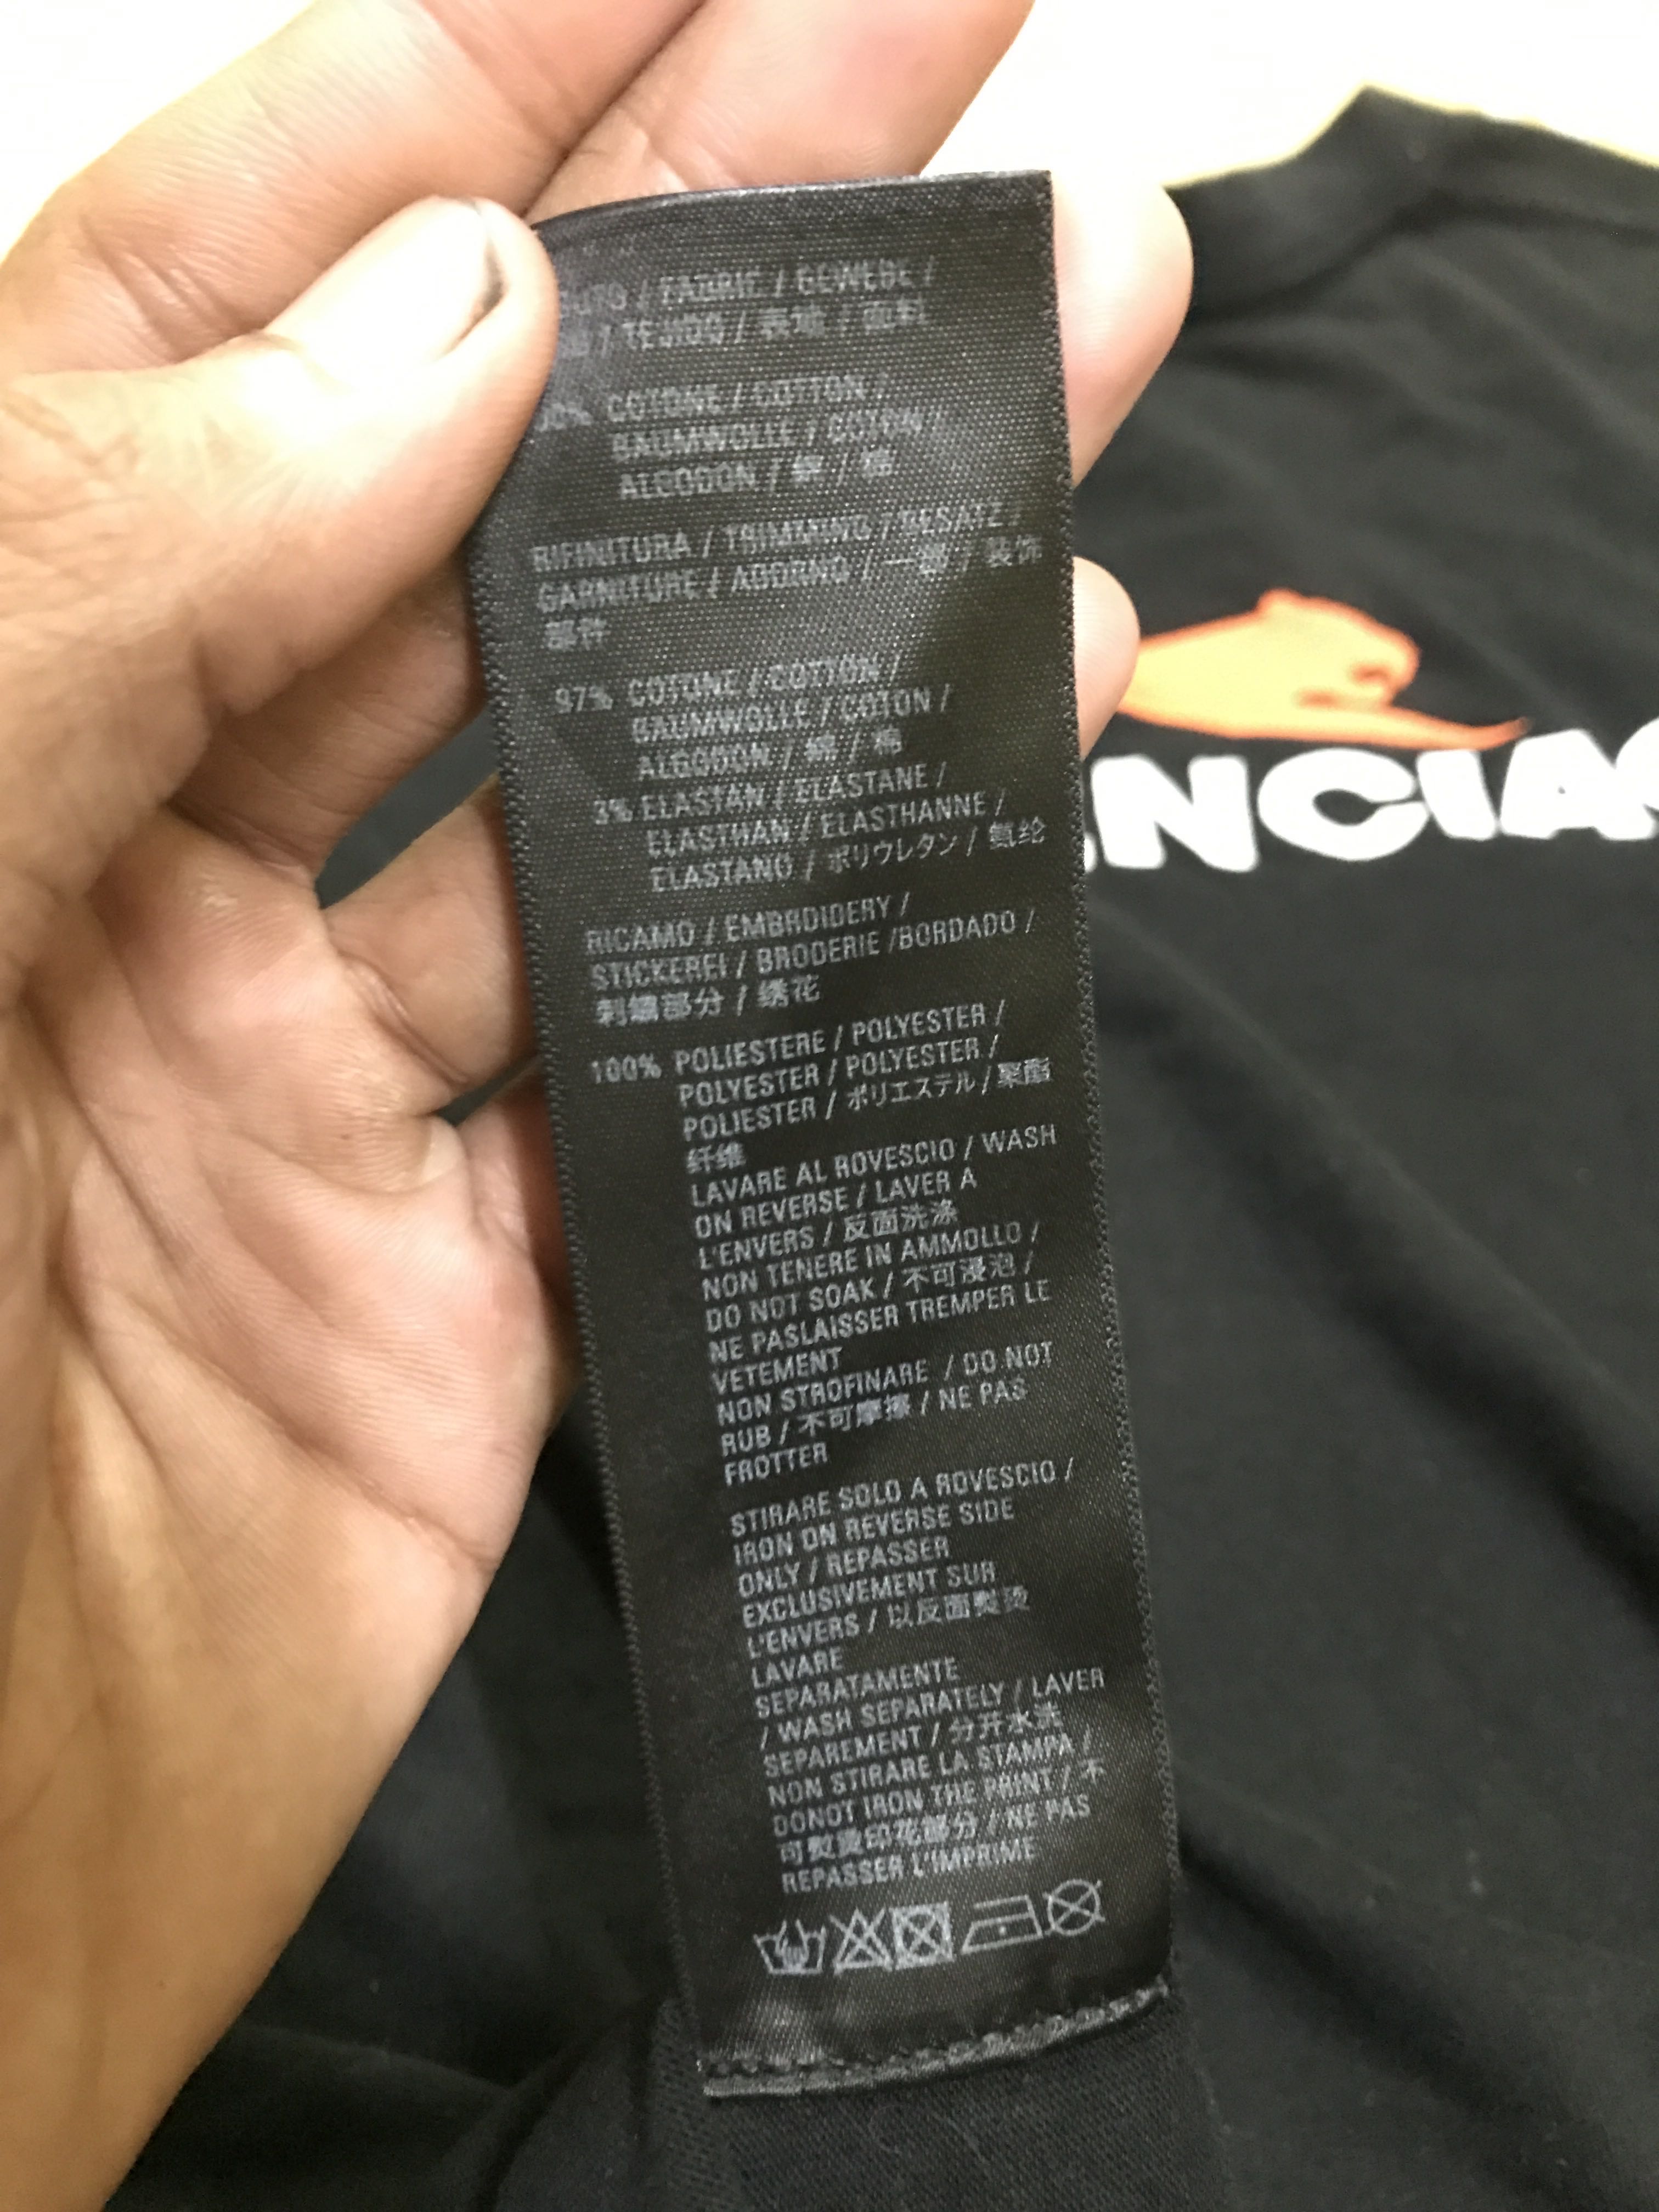 / FABRIC / GEWEBE /
/ TEJIDO / 表地 / 面料
COTONE / COTTON /
BAUMWOLLE / COTON /
ALGODON / 綿 / 棉
RIFINITURA / TRIMMING / BESATZ /
GARNITURE / ADORNO / 一部 / 装饰
部件
97% COTONE / COTTON /
BAUMWOLLE / COTON /
ALGODON / 綿 / 棉
3% ELASTAN / ELASTANE /
ELASTHAN / ELASTHANNE /
ELASTANO / ポリウレタン / 氨纶
RICAMO / EMBROIDERY /
STICKEREI / BRODERIE /BORDADO /
刺繍部分 / 绣花
100% POLIESTERE / POLYESTER /
POLYESTER / POLYESTER /
POLIESTER / ポリエステル / 聚酯
纤维
LAVARE AL ROVESCIO / WASH
ON REVERSE / LAVER A
L'ENVERS / 反面洗涤
NON TENERE IN AMMOLLO /
DO NOT SOAK / 不可浸泡 /
NE PASLAISSER TREMPER LE
VETEMENT
NON STROFINARE / DO NOT
RUB / 不可摩擦 / NE PAS
FROTTER
STIRARE SOLO A ROVESCIO /
IRON ON REVERSE SIDE
ONLY / REPASSER
EXCLUSIVEMENT SUR
L'ENVERS / 以反面熨烫
LAVARE
SEPARATAMENTE
/ WASH SEPARATELY / LAVER
SEPAREMENT / 分开水洗
NON STIRARE LA STAMPA /
DONOT IRON THE PRINT / 不
可熨烫印花部分 / NE PAS
REPASSER L'IMPRIME
ENCIA